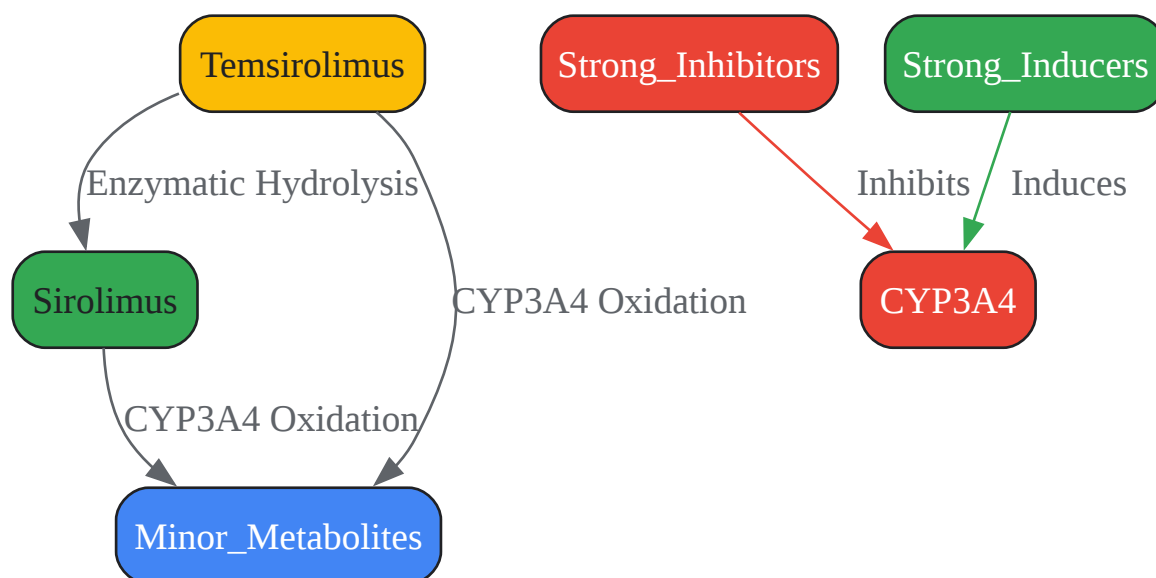 Temsirolimus
Strong_Inhibitors
Strong_Inducers
Enzymatic Hydrolysis
Inhibits
Induces
Sirolimus
CYP3A4 Oxidation
CYP3A4
CYP3A4 Oxidation
Minor_Metabolites